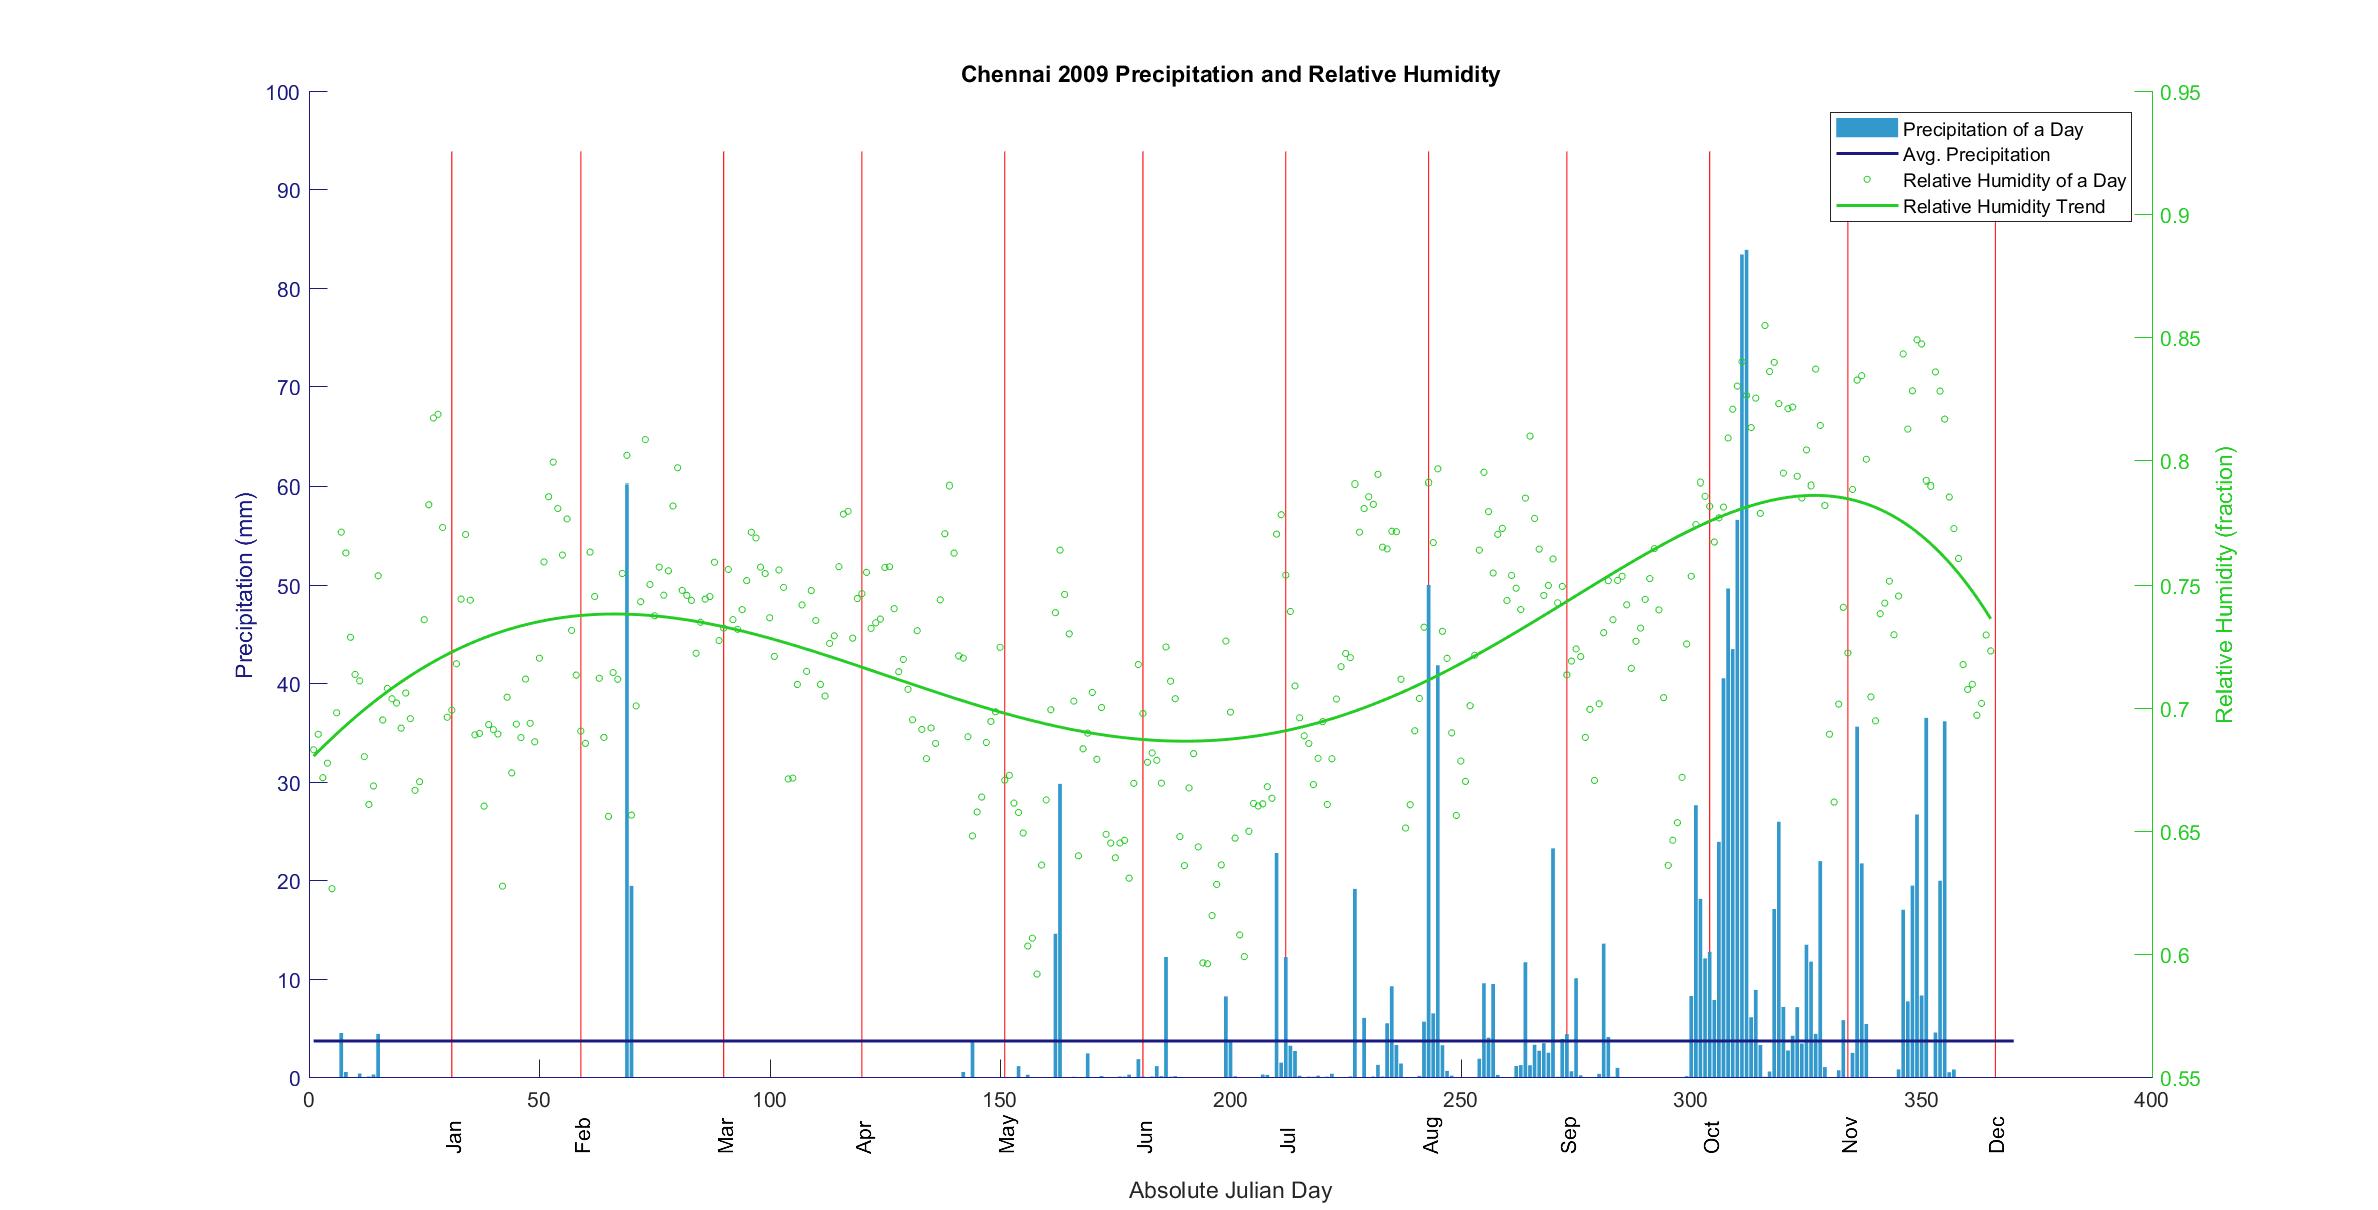 Chennai 2009 Precipitation and Relative Humidity
Precipitation of a Day
Avg. Precipitation
Relative Humidity of a Day
Relative Humidity Trend
Precipitation (mm)
100
90
80
70
60
50
40
30
20
10
0
Relative Humidity (fraction)
0.95
0.9
0.85
0.8
0.75
0.7
0.65
0.6
0.55
0 50 100 150 200 250 300 350 400
Jan Feb Mar Apr May Jun Jul Aug Sep Oct Nov Dec
Absolute Julian Day